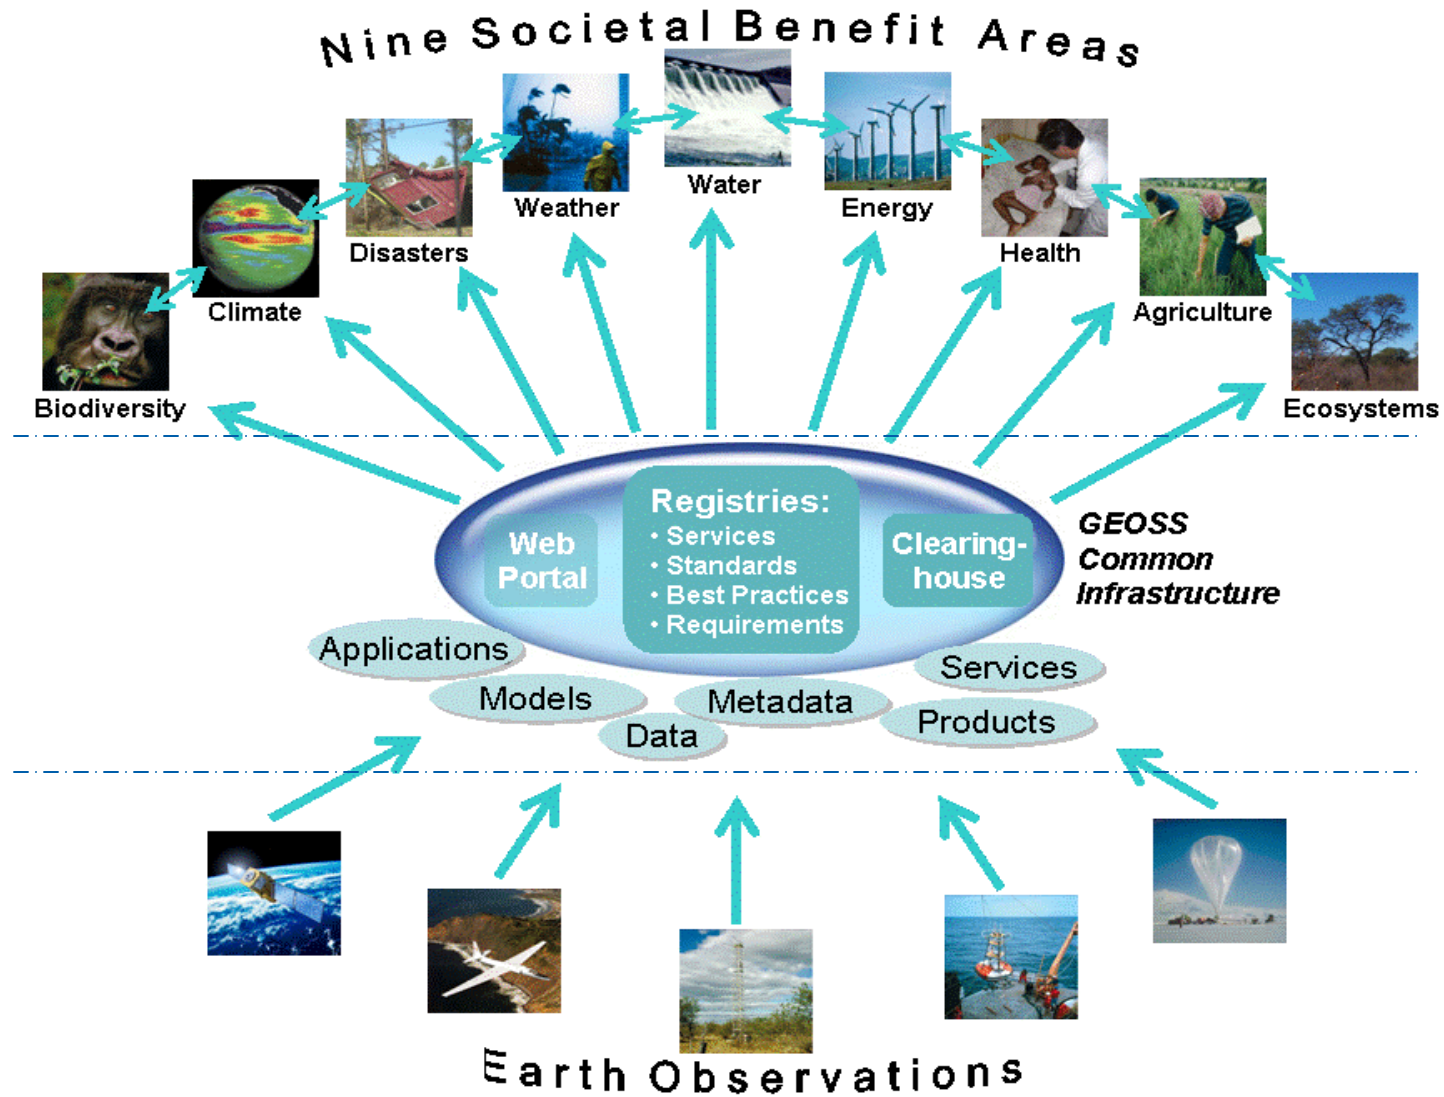 Nine Societal Benefit Areas
Water
Weather
Energy
Disasters
Health
Climate
Agriculture
Biodiversity
Ecosystems
Registries:
• Services
• Standards
• Best Practices
• Requirements
Web
Portal
Clearing-
house
GEOSS
Common
Infrastructure
Applications
Services
Models
Metadata
Products
Data
Earth Observations